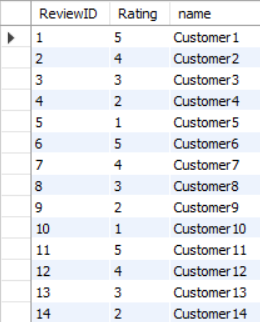 ReviewID Rating name
1 5 Customer1
2 4 Customer2
3 3 Customer3
4 2 Customer4
5 1 Customer5
6 5 Customer6
7 4 Customer7
8 3 Customer8
9 2 Customer9
10 1 Customer10
11 5 Customer11
12 4 Customer12
13 3 Customer13
14 2 Customer14